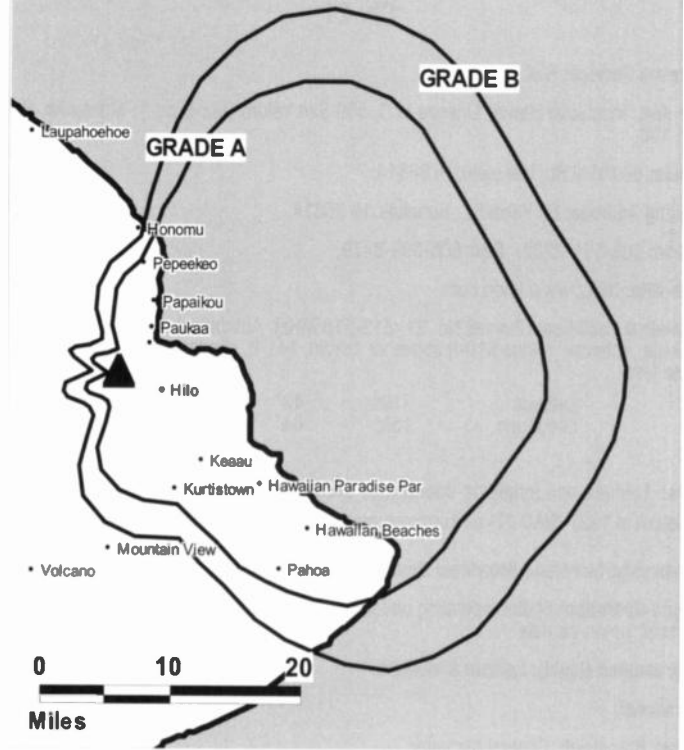 GRADE B
Laupahoehoe
GRADE A
Honomu
Pepeekeo
Papaikou
Paukaa
Hilo
Keaau
Kurtistown
Hawaiian Paradise Par
Hawaiian Beaches
Mountain View
Volcano
Pahoa
0 10 20
Miles